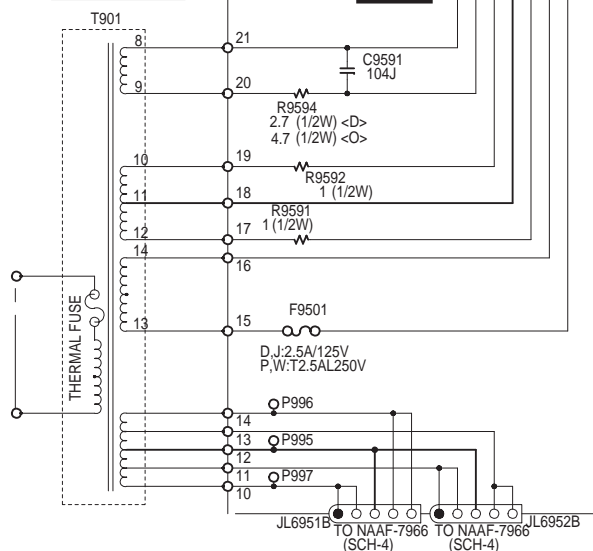 T901
8
21
C9591
104J
9
20
R9594
2.7 (1/2W) <D>
4.7 (1/2W) <O>
10
19
R9592
1 (1/2W)
11
18
R9591
1 (1/2W)
12
17
14
16
THERMAL FUSE
F9501
13
15
D,J:2.5A/125V
P,W:T2.5AL250V
P996
14
P995
13
12
P997
11
10
JL6951B
TO NAAF-7966
(SCH-4)
TO NAAF-7966
(SCH-4)
JL6952B